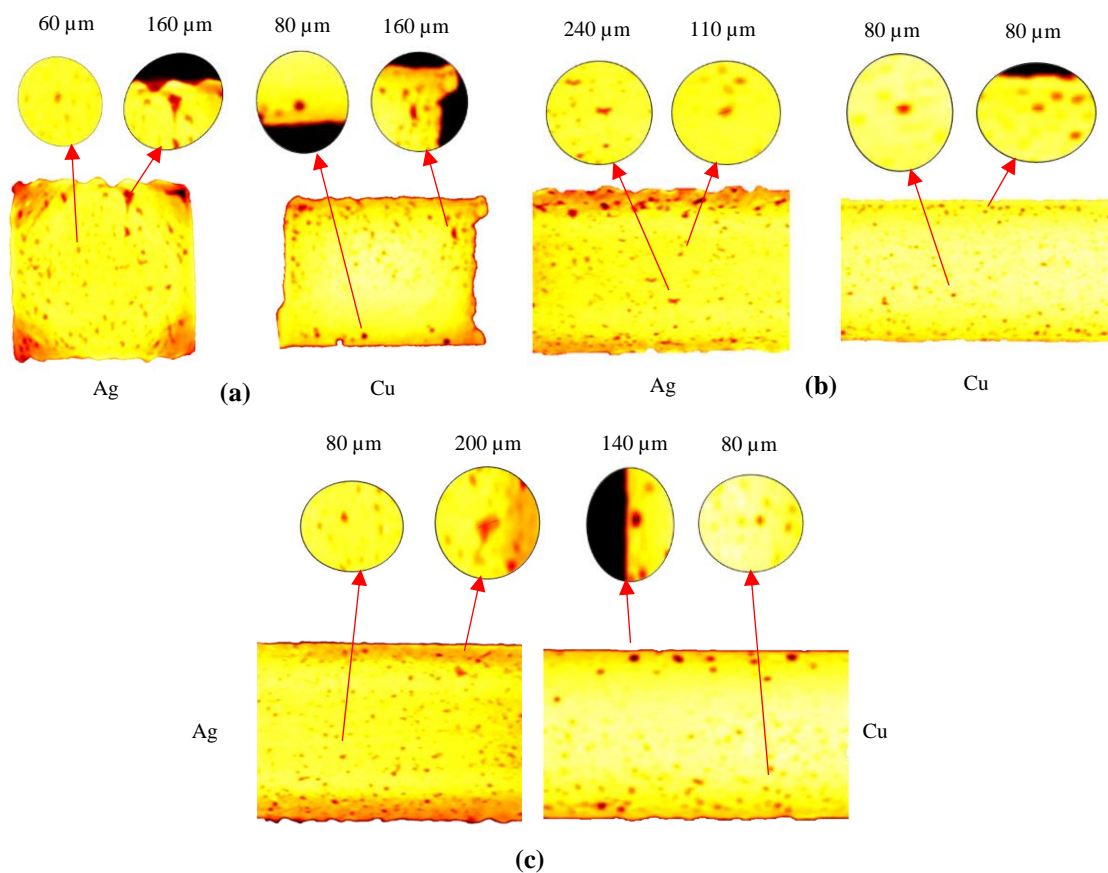 60 µm 160 µm 80 µm 160 µm 240 µm 110 µm 80 µm 80 µm
Ag (a) Cu Ag (b) Cu
80 µm 200 µm 140 µm 80 µm
Ag Cu
(c)